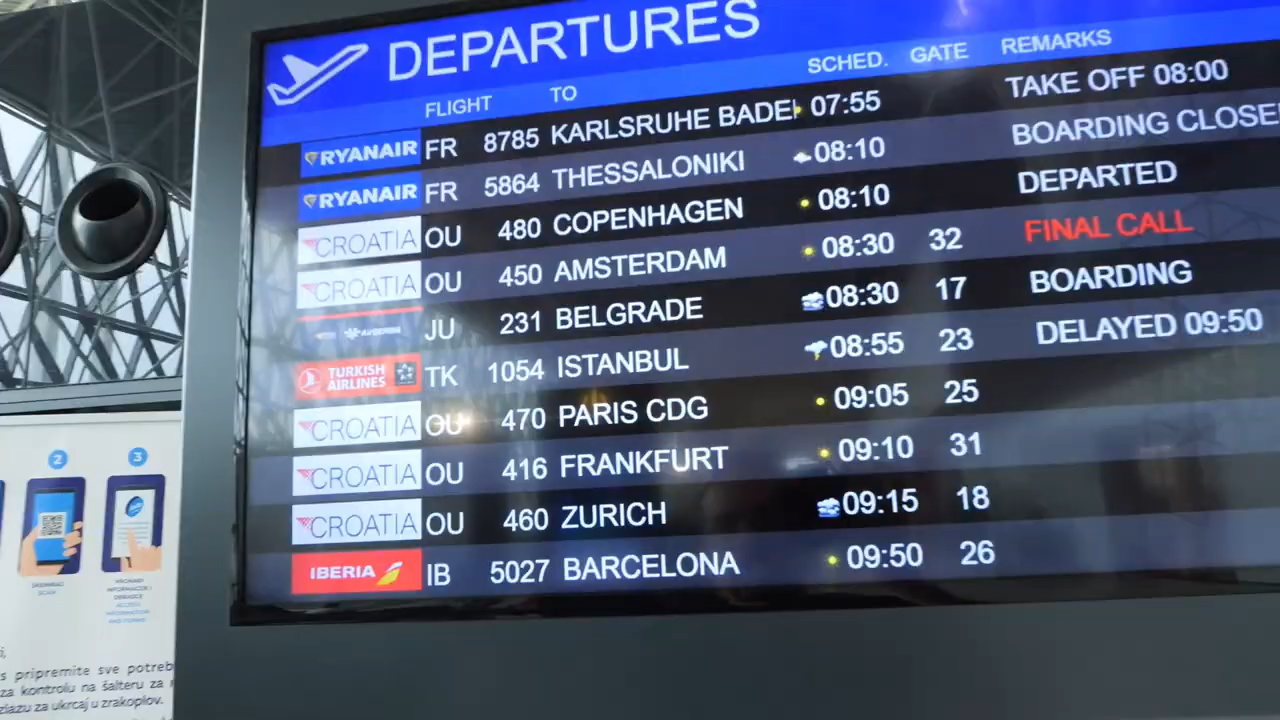 DEPARTURES
FLIGHT TO SCHED. GATE REMARKS
RYANAIR FR 8785 KARLSRUHE BADE 07:55 TAKE OFF 08:00
RYANAIR FR 5864 THESSALONIKI 08:10 BOARDING CLOSE
CROATIA OU 480 COPENHAGEN 08:10 DEPARTED
CROATIA OU 450 AMSTERDAM 08:30 32 FINAL CALL
JU 231 BELGRADE 08:30 17 BOARDING
TURKISH AIRLINES TK 1054 ISTANBUL 08:55 23 DELAYED 09:50
CROATIA OU 470 PARIS CDG 09:05 25
CROATIA OU 416 FRANKFURT 09:10 31
CROATIA OU 460 ZURICH 09:15 18
IBERIA IB 5027 BARCELONA 09:50 26
2 3
SCAN
pripremite sve potreb
za kontrolu na šalteru za
izlazu za ukrcaj u zrakoplov.